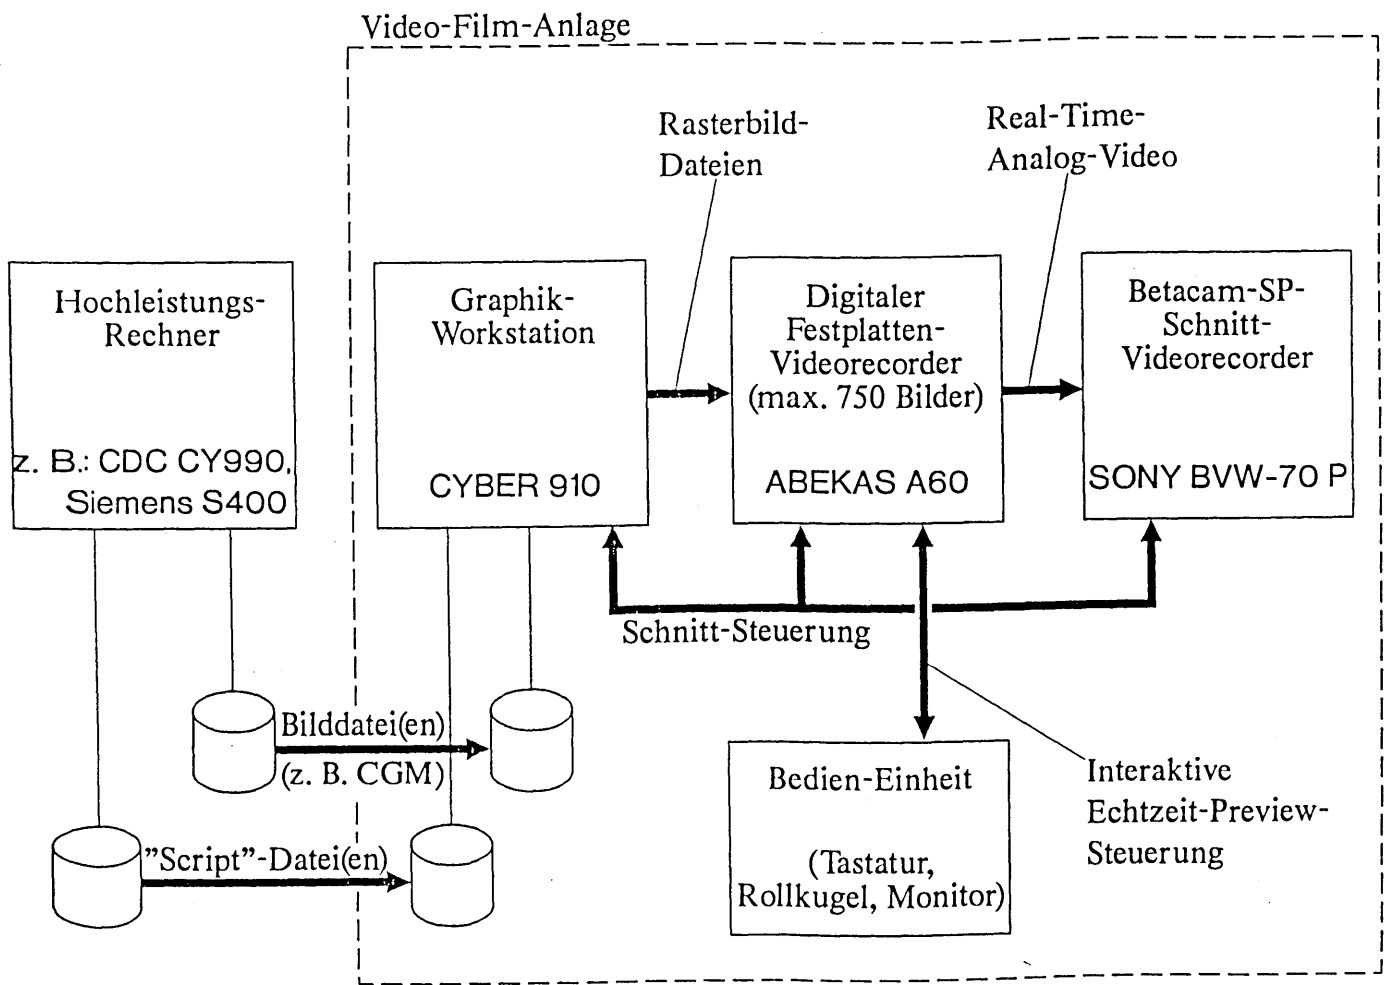 Video-Film-Anlage
Rasterbild-
Dateien
Real-Time-
Analog-Video
Hochleistungs-
Rechner
z. B.: CDC CY990,
Siemens S400
Graphik-
Workstation
CYBER 910
Digitaler
Festplatten-
Videorecorder
(max. 750 Bilder)
ABEKAS A60
Betacam-SP-
Schnitt-
Videorecorder
SONY BVW-70 P
Schnitt-Steuerung
Bilddatei(en)
(z. B. CGM)
"Script"-Datei(en)
Bedien-Einheit
(Tastatur,
Rollkugel, Monitor)
Interaktive
Echtzeit-Preview-
Steuerung